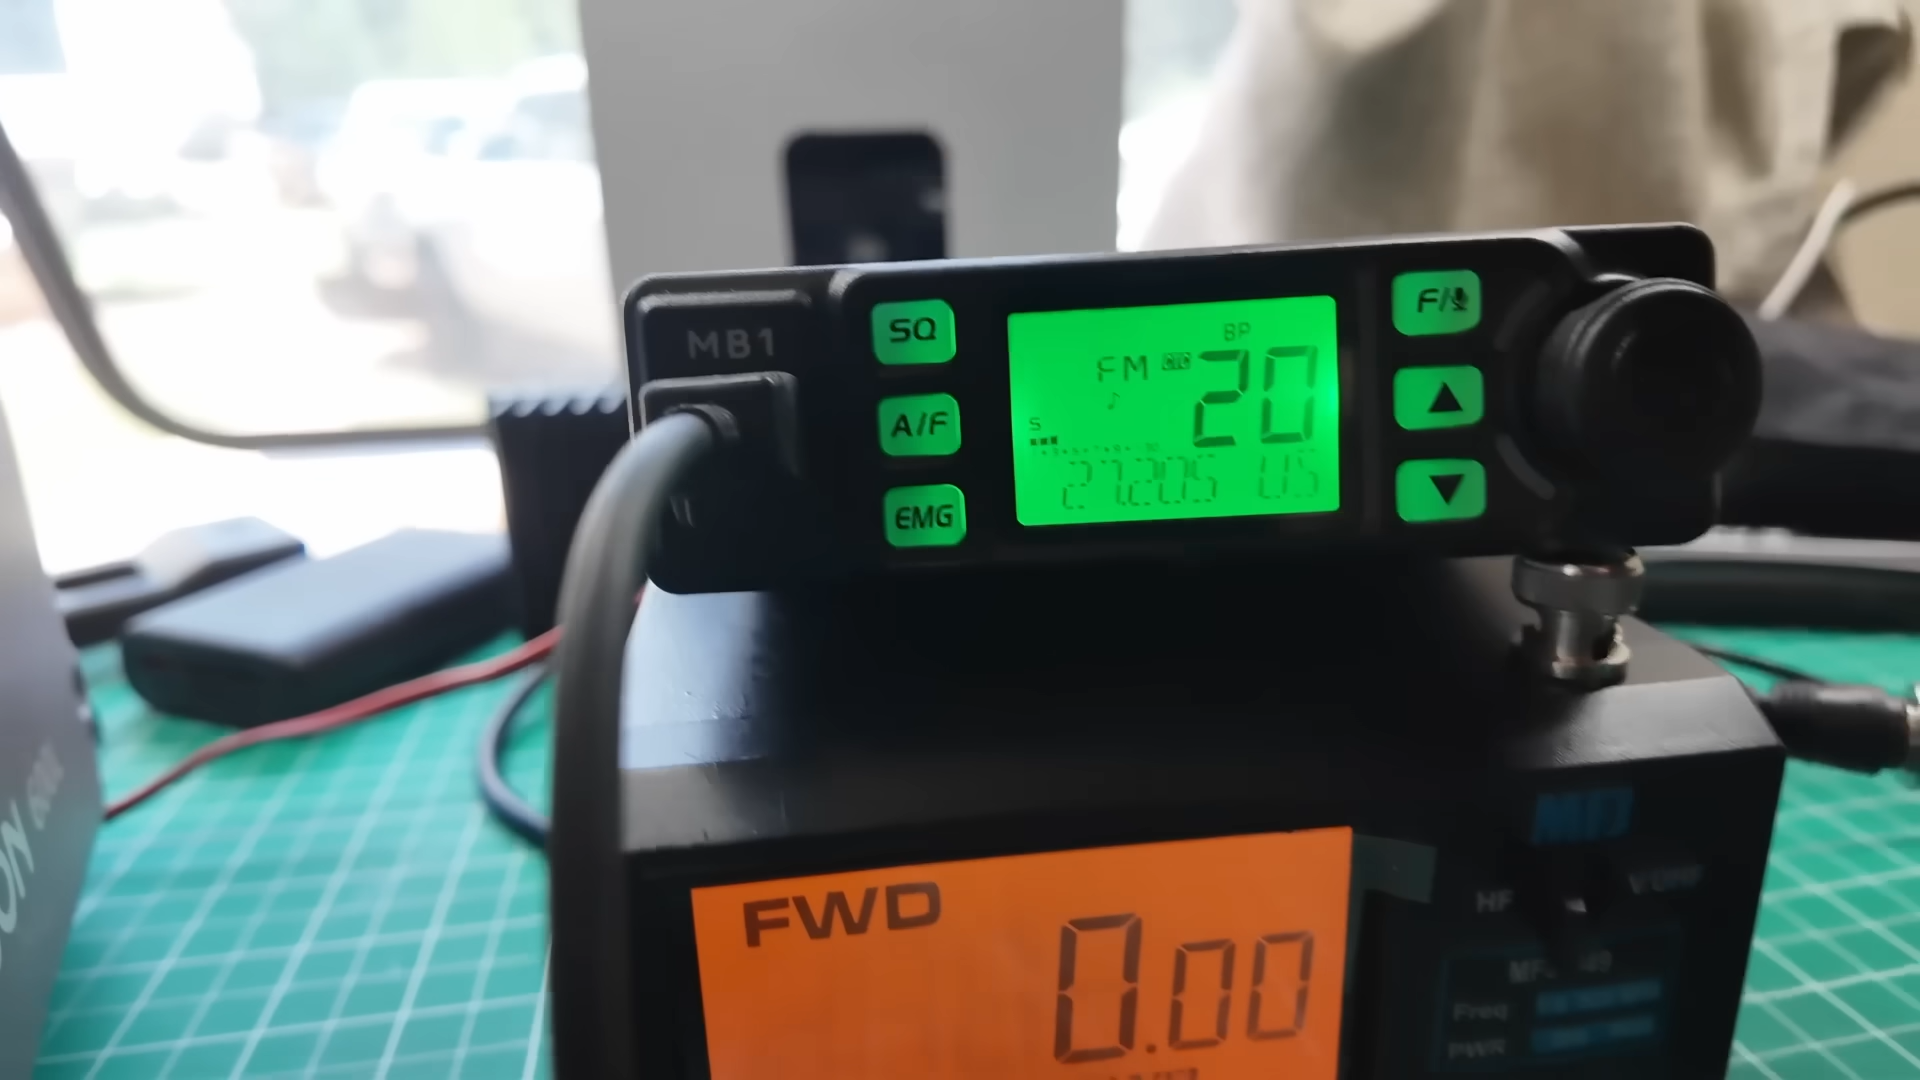 MB1
SQ
A/F
EMG
BP
FM
20
S
27.205 US
F/
FWD
0.00
HF
Freq
PWR